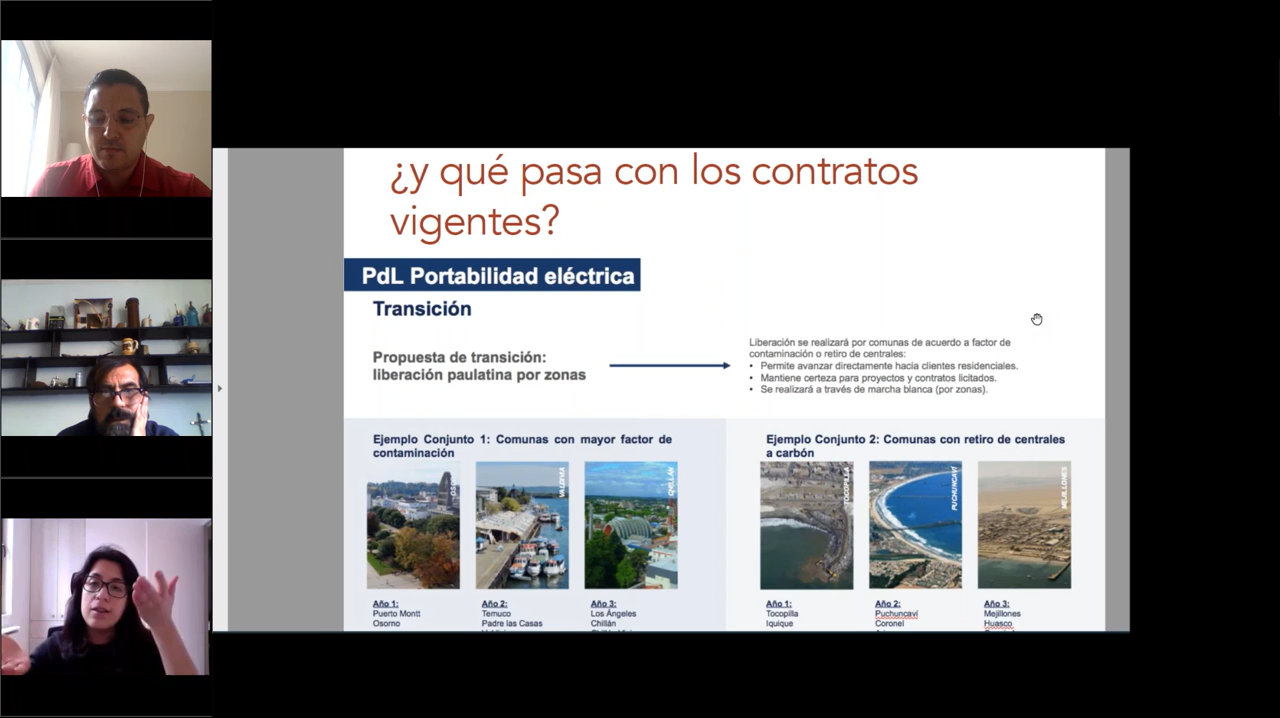 ¿y qué pasa con los contratos
vigentes?
PdL Portabilidad eléctrica
Transición
Propuesta de transición:
liberación paulatina por zonas
Liberación se realizará por comunas de acuerdo a factor de
contaminación o retiro de centrales:
• Permite avanzar directamente hacia clientes residenciales.
• Mantiene certeza para proyectos y contratos licitados.
• Se realizará a través de marcha blanca (por zonas).
Ejemplo Conjunto 1: Comunas con mayor factor de
contaminación
VALDIVIA
CHILLÁN
Año 1:
Puerto Montt
Osorno
Año 2:
Temuco
Padre las Casas
Año 3:
Los Ángeles
Chillán
Ejemplo Conjunto 2: Comunas con retiro de centrales
a carbón
TOCOPILLA
PUCHUNCAVÍ
MEJILLONES
Año 1:
Tocopilla
Iquique
Año 2:
Puchuncaví
Coronel
Año 3:
Mejillones
Huasco